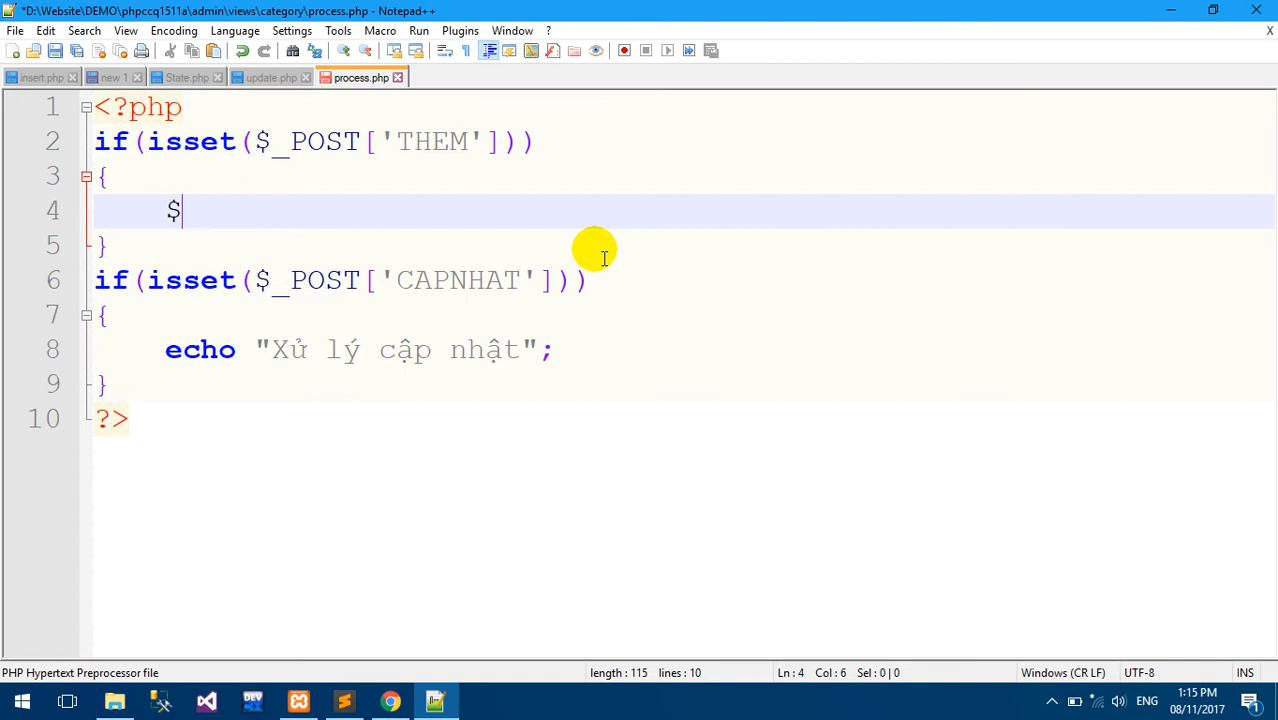 *D:\Website\DEMO\phpccq1511a\admin\views\category\process.php - Notepad++
File Edit Search View Encoding Language Settings Tools Macro Run Plugins Window ? X
insert.php new 1 State.php update.php process.php
1 <?php
2 if(isset($_POST['THEM']))
3 {
4 $
5 }
6 if(isset($_POST['CAPNHAT']))
7 {
8 echo "Xử lý cập nhật";
9 }
10 ?>
PHP Hypertext Preprocessor file length : 115 lines : 10 Ln : 4 Col : 6 Sel : 0 | 0 Windows (CR LF) UTF-8 INS
ENG 1:15 PM
08/11/2017